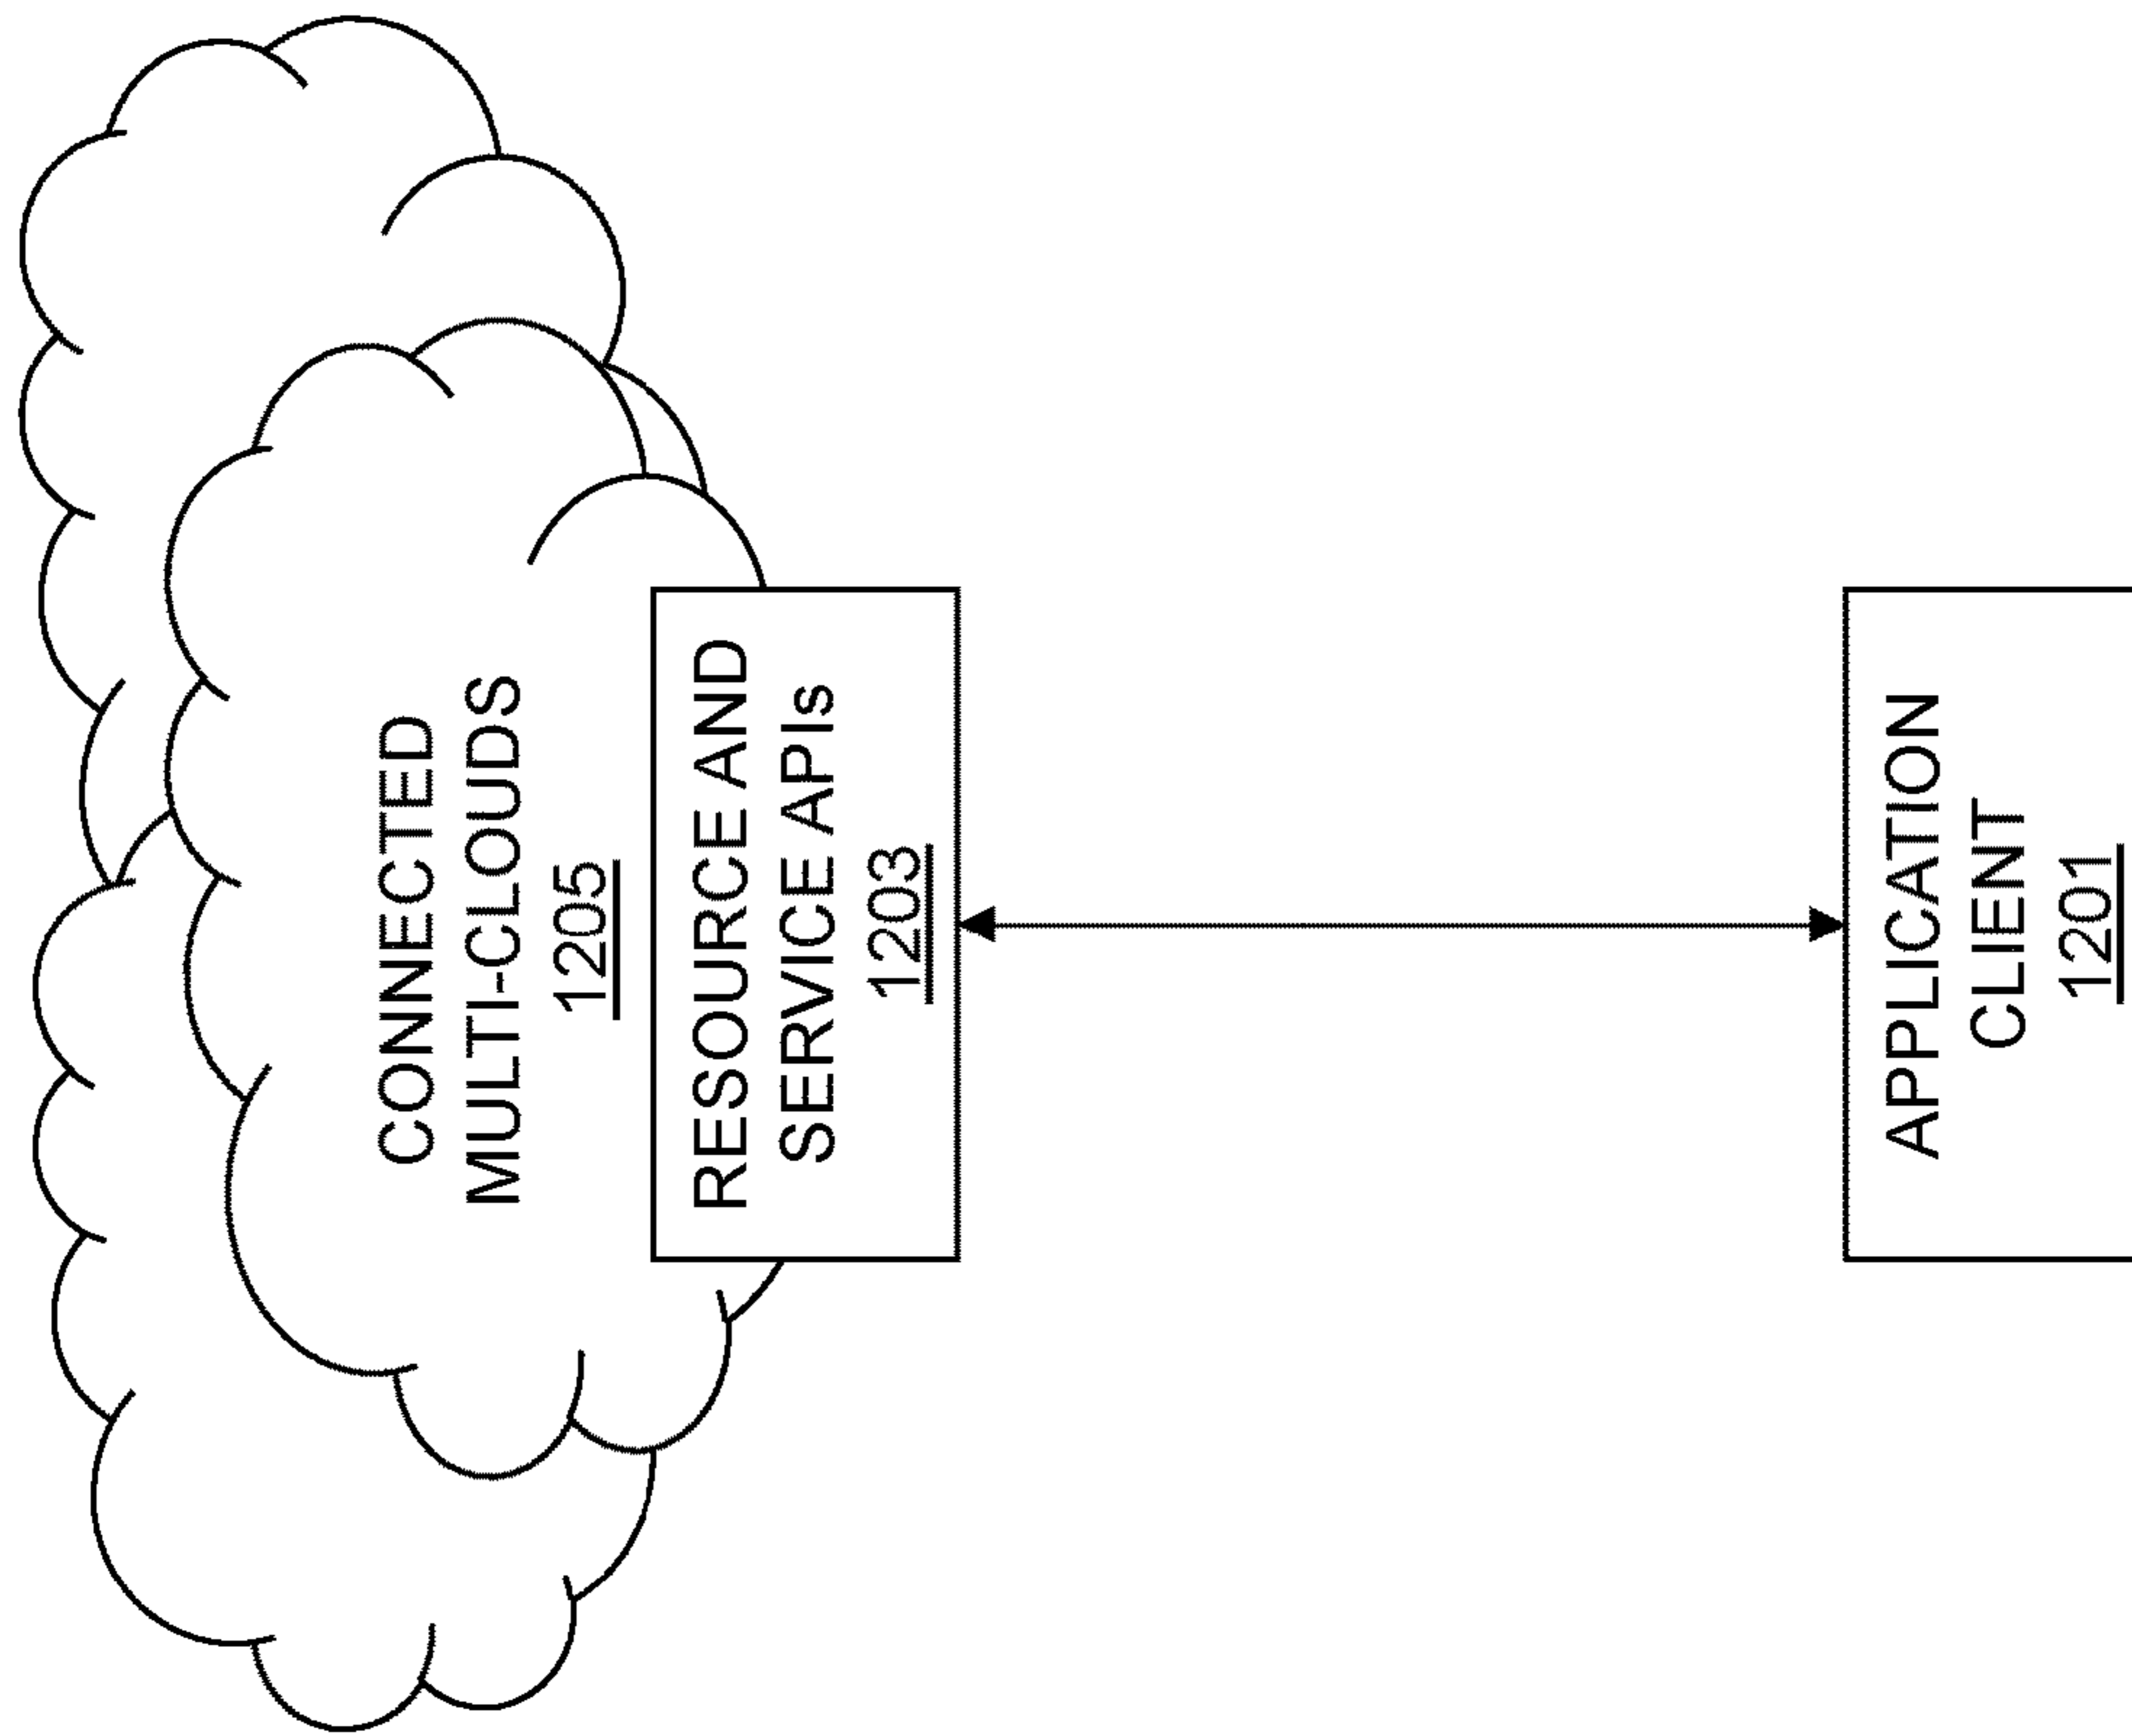 CONNECTED
MULTI-CLOUDS
1205
RESOURCE AND
SERVICE APIs
1203
APPLICATION
CLIENT
1201